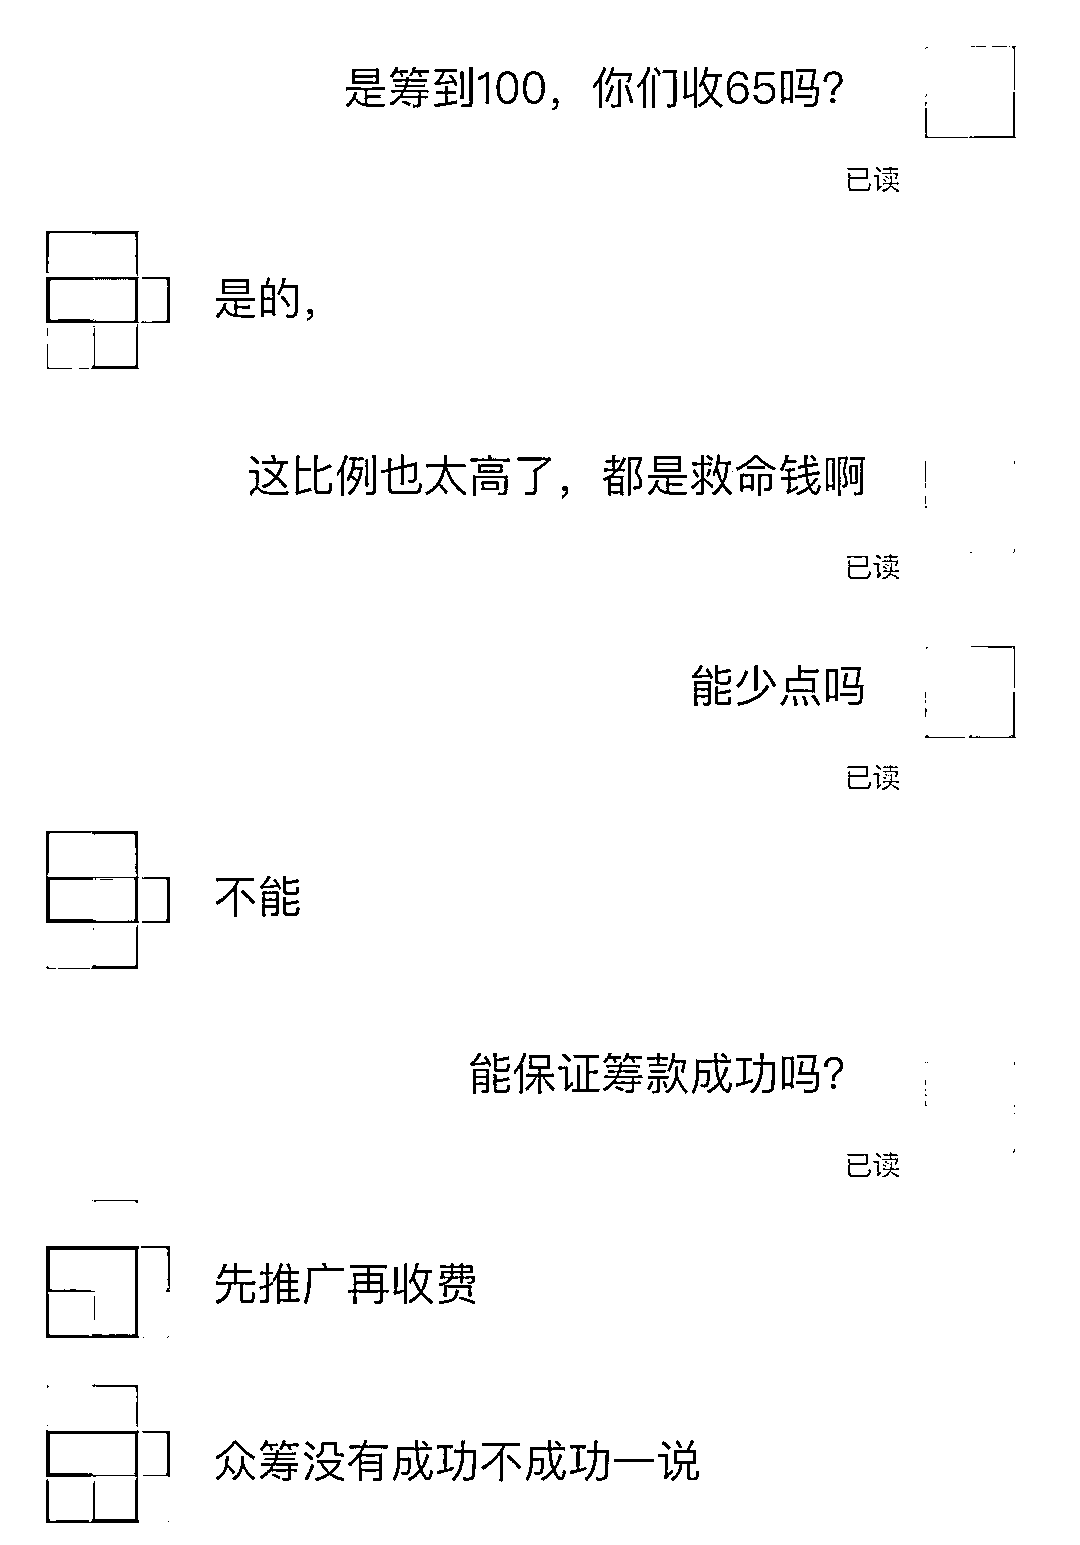 是筹到100，你们收65吗？
已读
是的，
这比例也太高了，都是救命钱啊
已读
能少点吗
已读
不能
能保证筹款成功吗？
已读
先推广再收费
众筹没有成功不成功一说